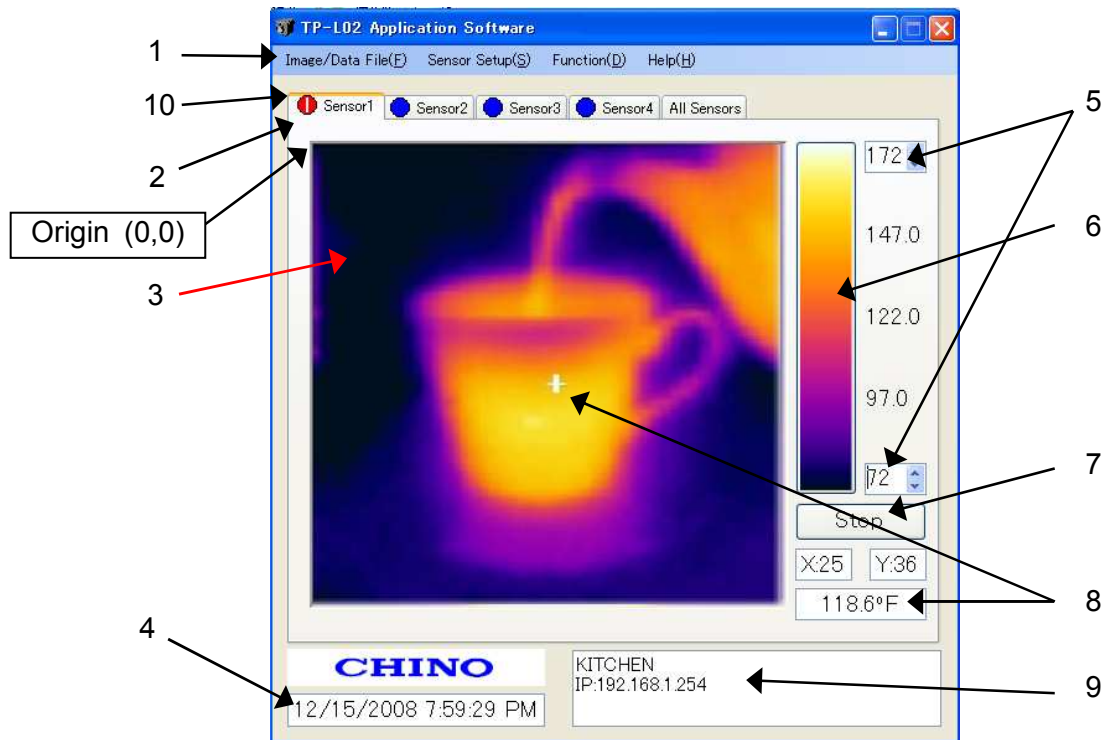 TP-L02 Application Software
1
Image/Data File(F) Sensor Setup(S) Function(D) Help(H)
10
Sensor1 Sensor2 Sensor3 Sensor4 All Sensors
5
2
172
Origin (0,0)
147.0
6
3
122.0
97.0
72
7
Stop
X:25 Y:36
118.6°F
8
4
CHINO
KITCHEN
IP:192.168.1.254
9
12/15/2008 7:59:29 PM